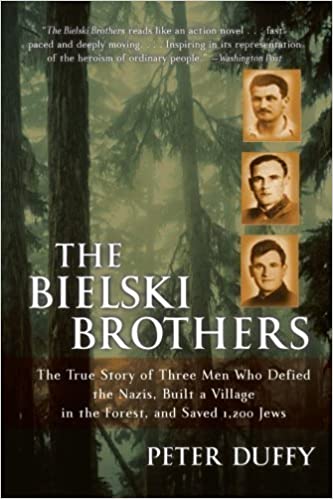 "The Bielski Brothers reads like an action novel . . . fast-
paced and deeply moving. . . . Inspiring in its representation
of the heroism of ordinary people." —Washington Post
THE
BIELSKI
BROTHERS
The True Story of Three Men Who Defied
the Nazis, Built a Village
in the Forest, and Saved 1,200 Jews
PETER DUFFY